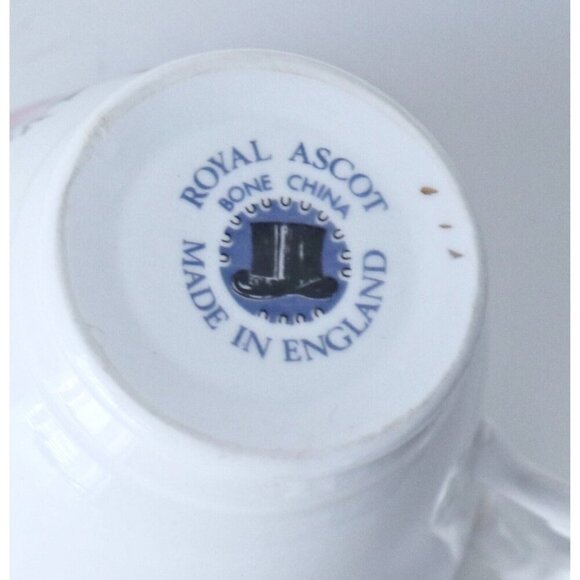 ROYAL ASCOT
BONE CHINA
MADE IN ENGLAND